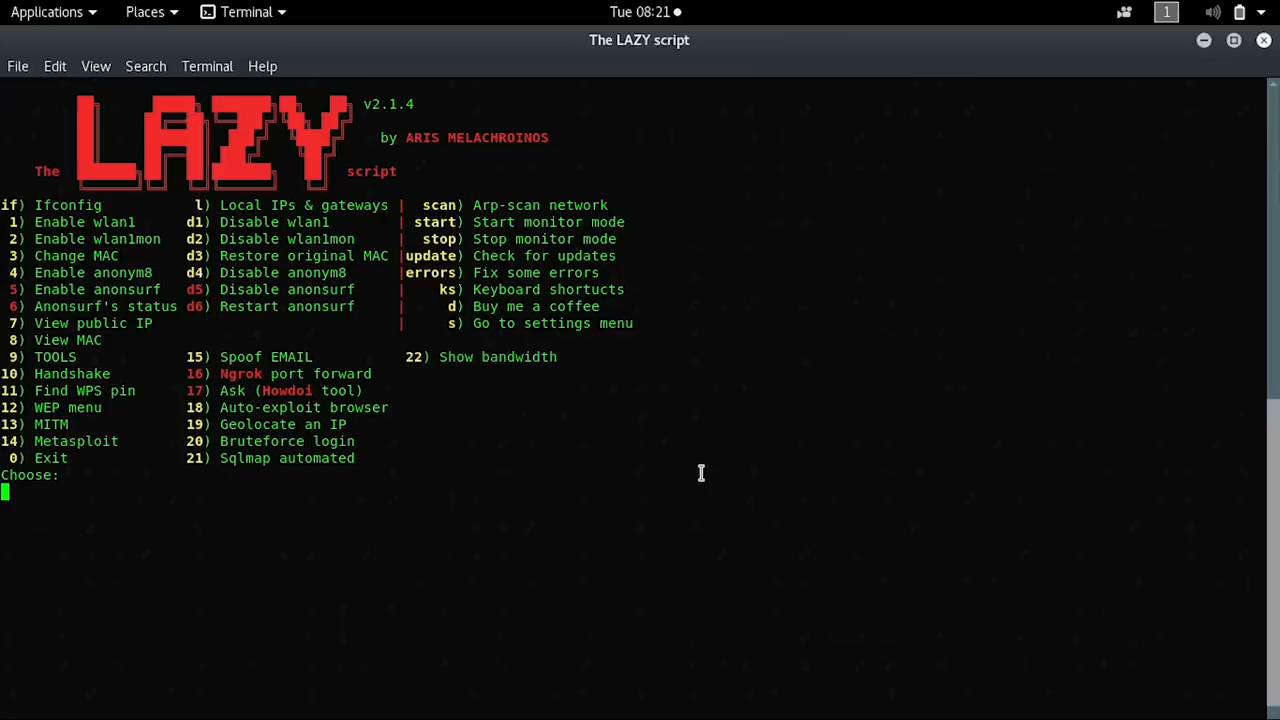 Applications Places Terminal Tue 08:21 1
The LAZY script
File Edit View Search Terminal Help
LAZY v2.1.4
by ARIS MELACHROINOS
The script
if) Ifconfig l) Local IPs & gateways | scan) Arp-scan network
1) Enable wlan1 d1) Disable wlan1 | start) Start monitor mode
2) Enable wlan1mon d2) Disable wlan1mon | stop) Stop monitor mode
3) Change MAC d3) Restore original MAC |update) Check for updates
4) Enable anonym8 d4) Disable anonym8 |errors) Fix some errors
5) Enable anonsurf d5) Disable anonsurf | ks) Keyboard shortucts
6) Anonsurf's status d6) Restart anonsurf | d) Buy me a coffee
7) View public IP | s) Go to settings menu
8) View MAC
9) TOOLS 15) Spoof EMAIL 22) Show bandwidth
10) Handshake 16) Ngrok port forward
11) Find WPS pin 17) Ask (Howdoi tool)
12) WEP menu 18) Auto-exploit browser
13) MITM 19) Geolocate an IP
14) Metasploit 20) Bruteforce login
0) Exit 21) Sqlmap automated
Choose: